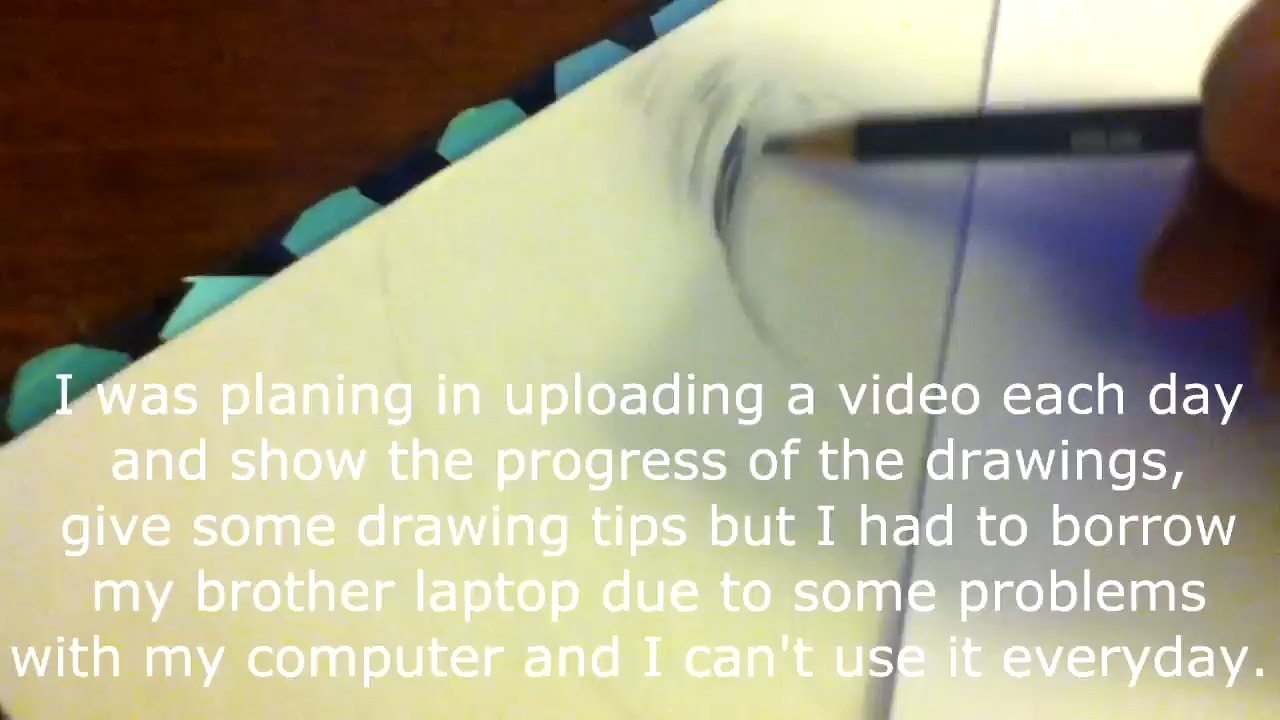 I was planing in uploading a video each day
and show the progress of the drawings,
give some drawing tips but I had to borrow
my brother laptop due to some problems
with my computer and I can't use it everyday.